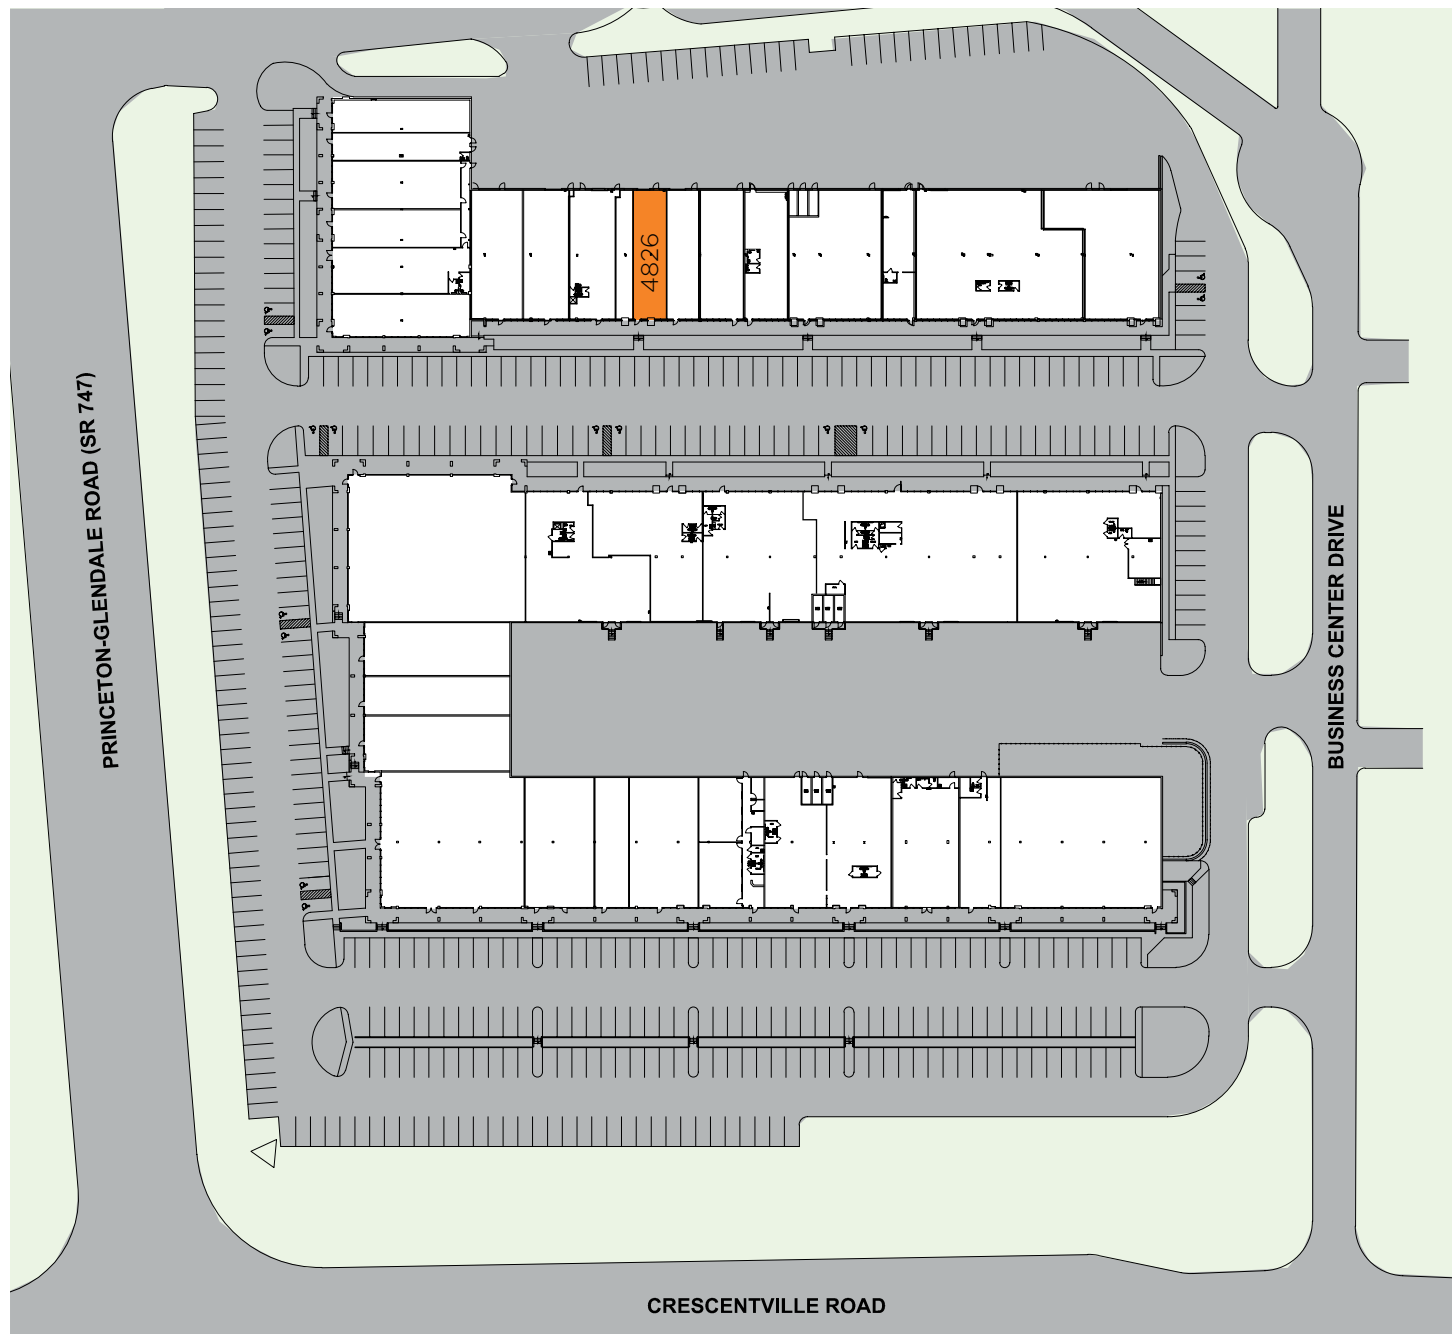 4826
PRINCETON-GLENDALE ROAD (SR 747)
BUSINESS CENTER DRIVE
CRESCENTVILLE ROAD